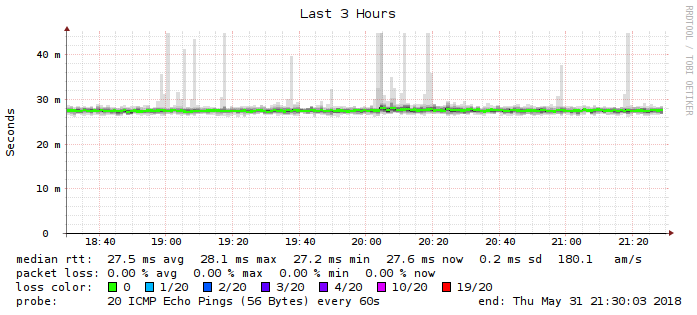 Last 3 Hours
RRDTOOL / TOBI OETIKER
Seconds
40 m
30 m
20 m
10 m
0
18:40 19:00 19:20 19:40 20:00 20:20 20:40 21:00 21:20
median rtt: 27.5 ms avg 28.1 ms max 27.2 ms min 27.6 ms now 0.2 ms sd 180.1 am/s
packet loss: 0.00 % avg 0.00 % max 0.00 % min 0.00 % now
loss color: 0 1/20 2/20 3/20 4/20 10/20 19/20
probe: 20 ICMP Echo Pings (56 Bytes) every 60s end: Thu May 31 21:30:03 2018